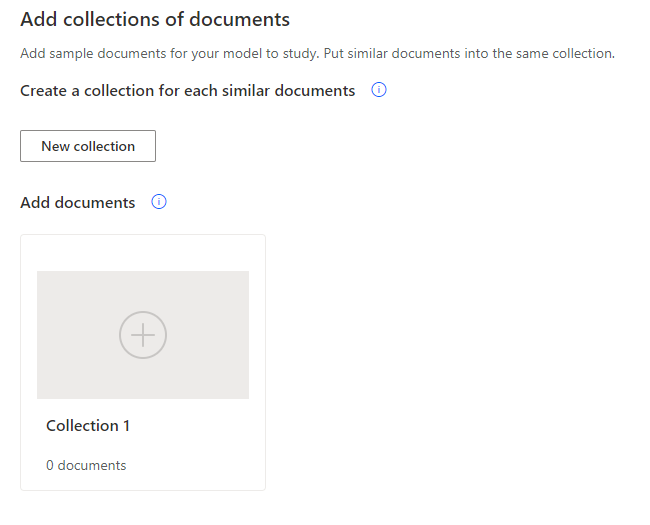 Add collections of documents
Add sample documents for your model to study. Put similar documents into the same collection.
Create a collection for each similar documents
New collection
Add documents
Collection 1
0 documents